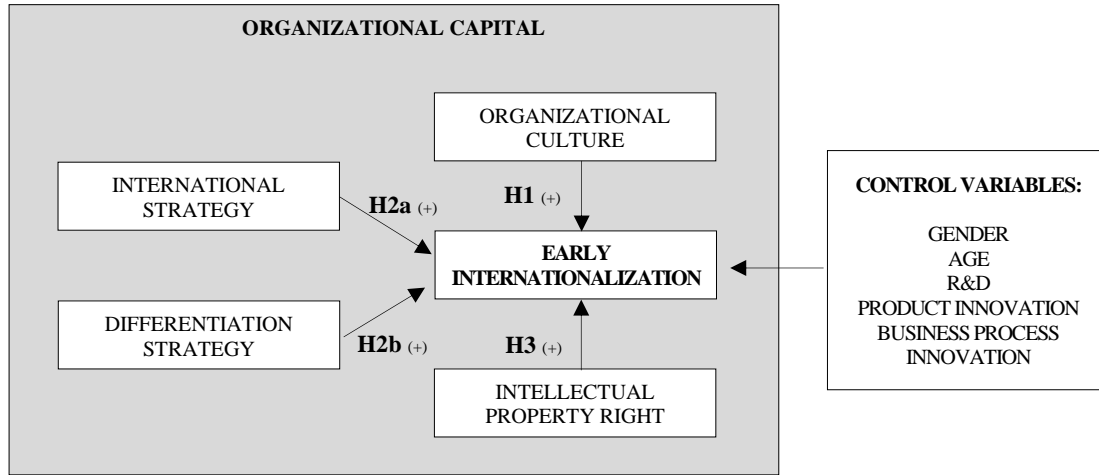 ORGANIZATIONAL CAPITAL
ORGANIZATIONAL
CULTURE
INTERNATIONAL
STRATEGY
H2a (+)
H1 (+)
EARLY
INTERNATIONALIZATION
DIFFERENTIATION
STRATEGY
H2b (+)
H3 (+)
INTELLECTUAL
PROPERTY RIGHT
CONTROL VARIABLES:
GENDER
AGE
R&D
PRODUCT INNOVATION
BUSINESS PROCESS
INNOVATION